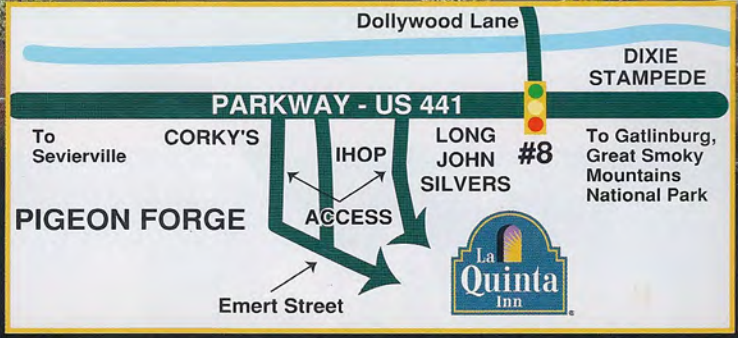 Dollywood Lane
DIXIE
STAMPEDE
PARKWAY - US 441
To
Sevierville
CORKY'S
IHOP
LONG
JOHN
SILVERS
#8
To Gatlinburg,
Great Smoky
Mountains
National Park
PIGEON FORGE
ACCESS
Emert Street
La
Quinta
Inn
®